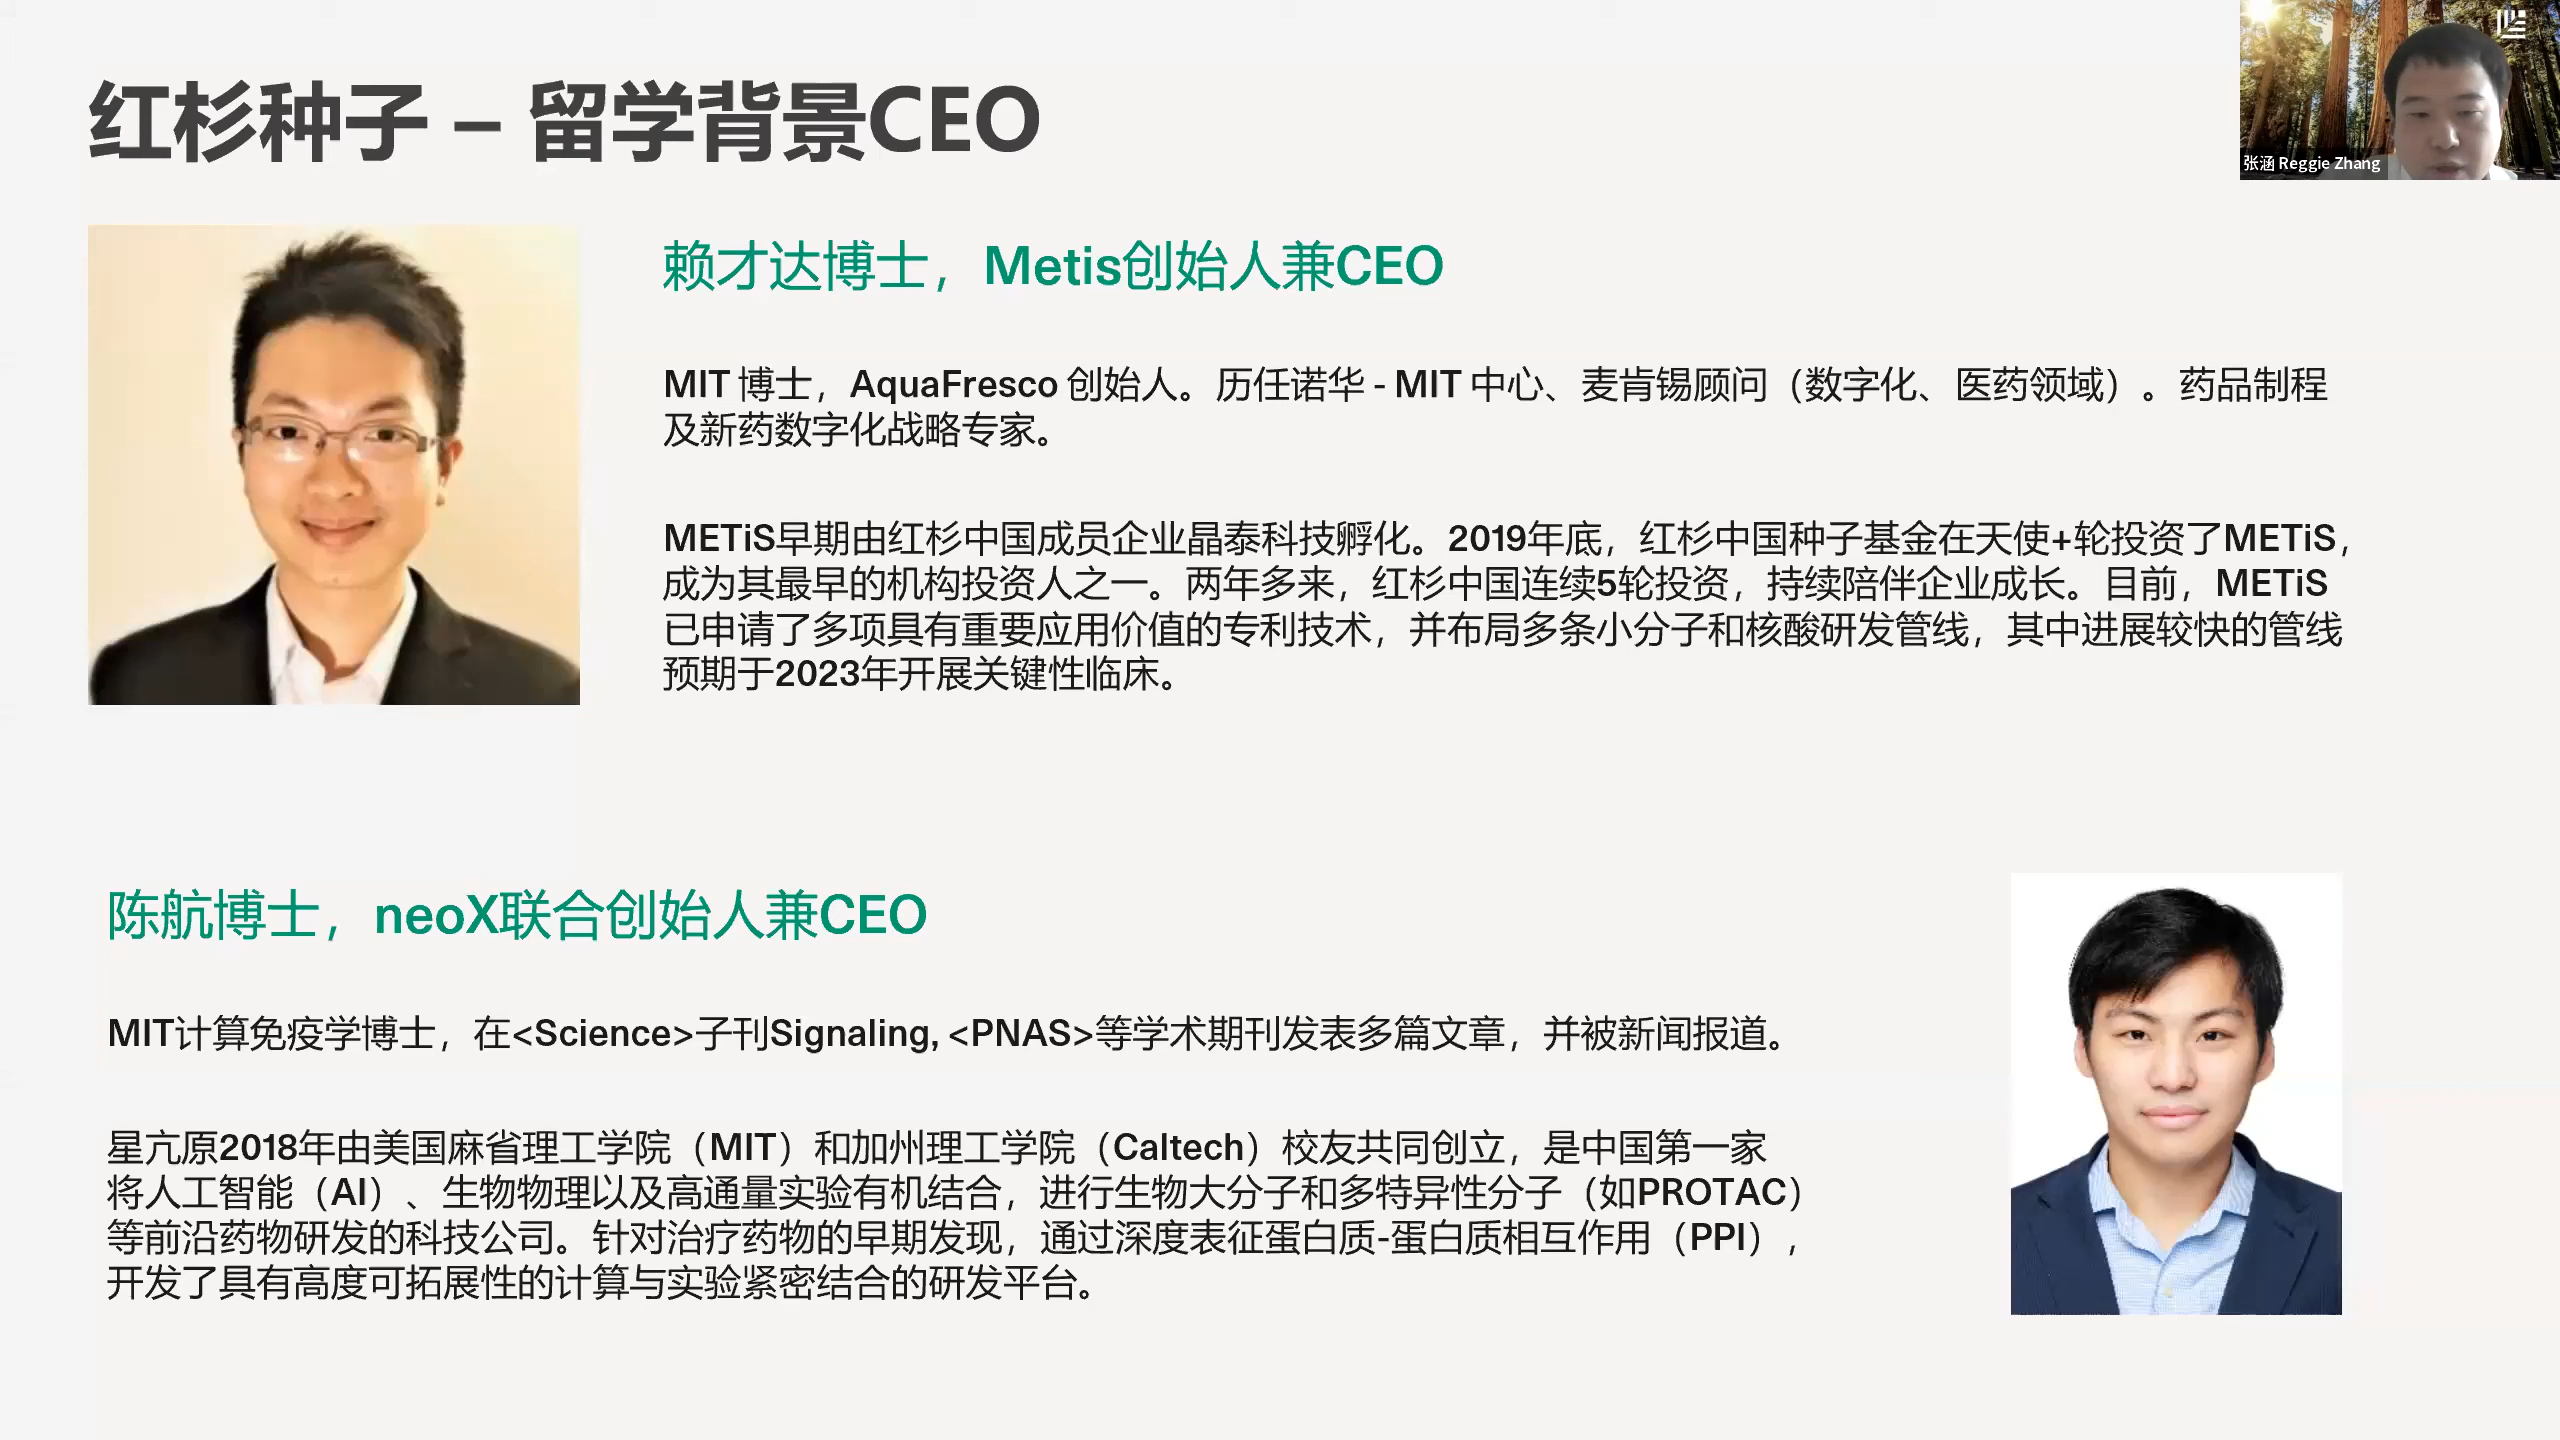 红杉种子 – 留学背景CEO
张涵 Reggie Zhang
赖才达博士，Metis创始人兼CEO
MIT 博士，AquaFresco 创始人。历任诺华 - MIT 中心、麦肯锡顾问（数字化、医药领域）。药品制程
及新药数字化战略专家。
METiS早期由红杉中国成员企业晶泰科技孵化。2019年底，红杉中国种子基金在天使+轮投资了METiS，
成为其最早的机构投资人之一。两年多来，红杉中国连续5轮投资，持续陪伴企业成长。目前，METiS
已申请了多项具有重要应用价值的专利技术，并布局多条小分子和核酸研发管线，其中进展较快的管线
预期于2023年开展关键性临床。
陈航博士，neoX联合创始人兼CEO
MIT计算免疫学博士，在<Science>子刊Signaling, <PNAS>等学术期刊发表多篇文章，并被新闻报道。
星亢原2018年由美国麻省理工学院（MIT）和加州理工学院（Caltech）校友共同创立，是中国第一家
将人工智能（AI）、生物物理以及高通量实验有机结合，进行生物大分子和多特异性分子（如PROTAC）
等前沿药物研发的科技公司。针对治疗药物的早期发现，通过深度表征蛋白质-蛋白质相互作用（PPI），
开发了具有高度可拓展性的计算与实验紧密结合的研发平台。